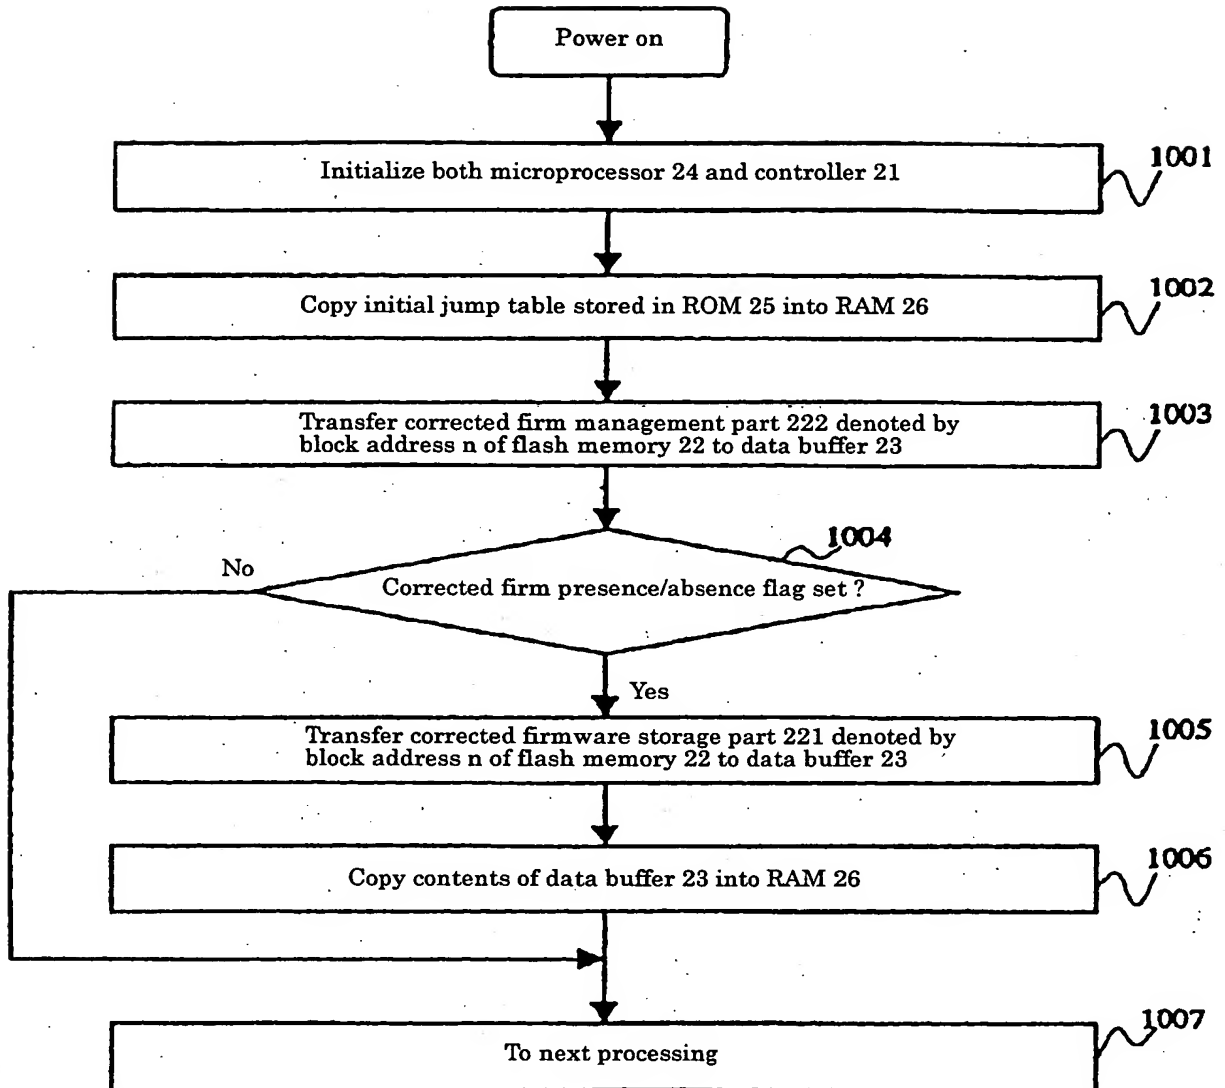 Power on
Initialize both microprocessor 24 and controller 21
1001
Copy initial jump table stored in ROM 25 into RAM 26
1002
Transfer corrected firm management part 222 denoted by
block address n of flash memory 22 to data buffer 23
1003
1004
No
Corrected firm presence/absence flag set ?
Yes
Transfer corrected firmware storage part 221 denoted by
block address n of flash memory 22 to data buffer 23
1005
Copy contents of data buffer 23 into RAM 26
1006
To next processing
1007